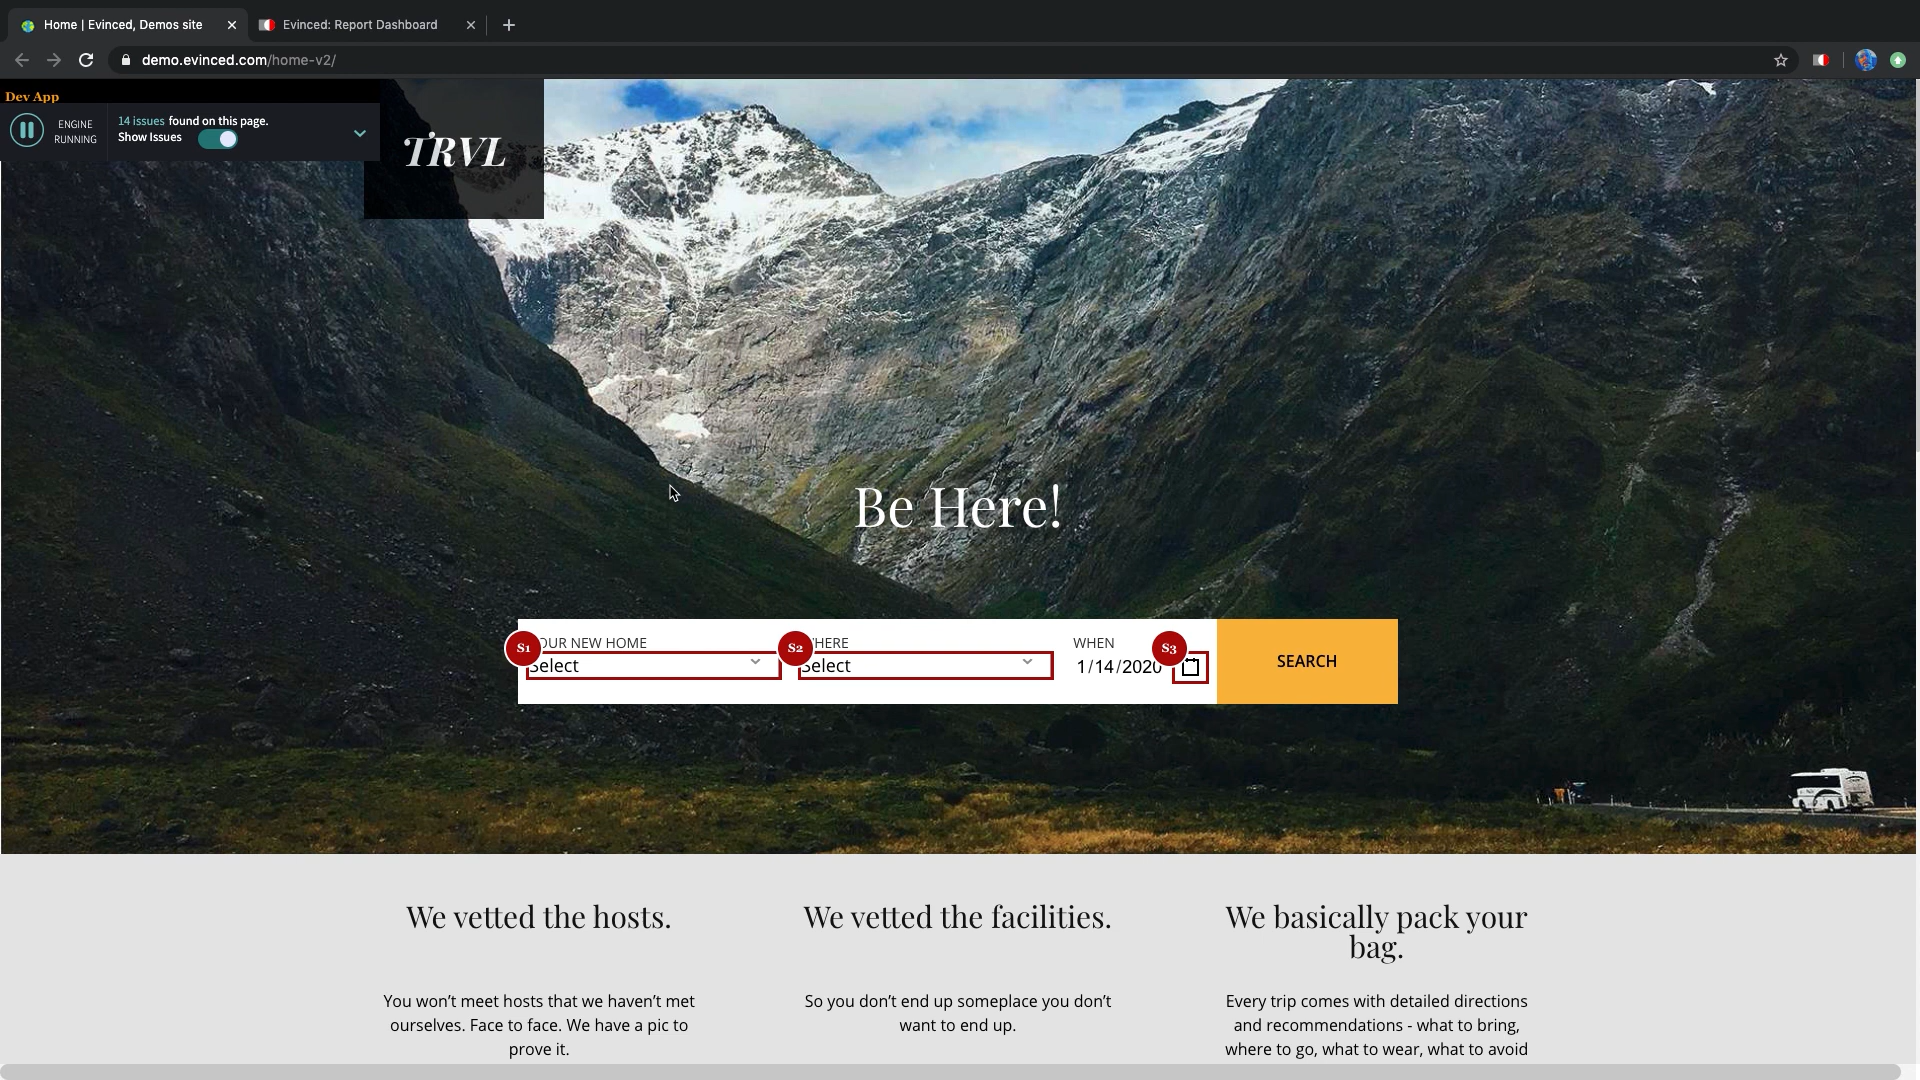 Home | Evinced, Demos site
Evinced: Report Dashboard
demo.evinced.com/home-v2/
Dev App
ENGINE
RUNNING
14 issues found on this page.
Show Issues
TRVL
Be Here!
S1
OUR NEW HOME
Select
S2
HERE
Select
WHEN
S3
1/14/2020
SEARCH
We vetted the hosts.
You won’t meet hosts that we haven’t met
ourselves. Face to face. We have a pic to
prove it.
We vetted the facilities.
So you don’t end up someplace you don’t
want to end up.
We basically pack your
bag.
Every trip comes with detailed directions
and recommendations - what to bring,
where to go, what to wear, what to avoid